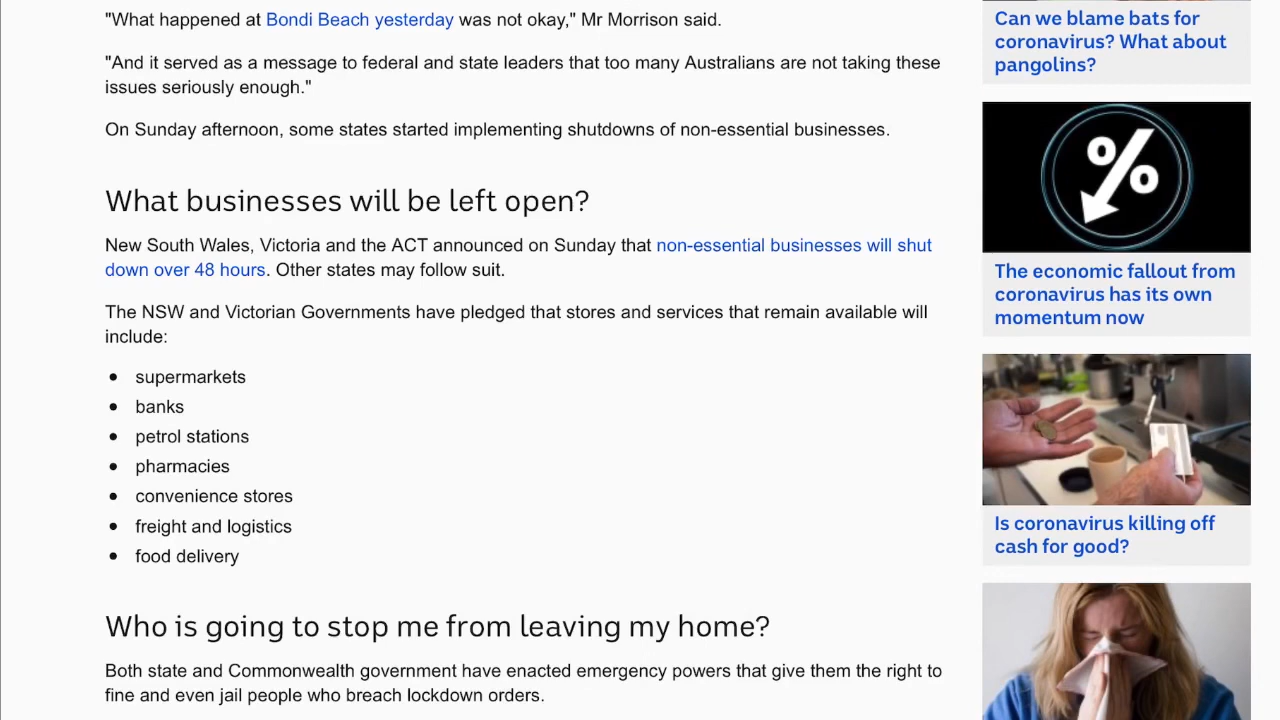 "What happened at Bondi Beach yesterday was not okay," Mr Morrison said.
"And it served as a message to federal and state leaders that too many Australians are not taking these
issues seriously enough."
On Sunday afternoon, some states started implementing shutdowns of non-essential businesses.
What businesses will be left open?
New South Wales, Victoria and the ACT announced on Sunday that non-essential businesses will shut
down over 48 hours. Other states may follow suit.
The NSW and Victorian Governments have pledged that stores and services that remain available will
include:
• supermarkets
• banks
• petrol stations
• pharmacies
• convenience stores
• freight and logistics
• food delivery
Who is going to stop me from leaving my home?
Both state and Commonwealth government have enacted emergency powers that give them the right to
fine and even jail people who breach lockdown orders.
Can we blame bats for
coronavirus? What about
pangolins?
%
The economic fallout from
coronavirus has its own
momentum now
Is coronavirus killing off
cash for good?